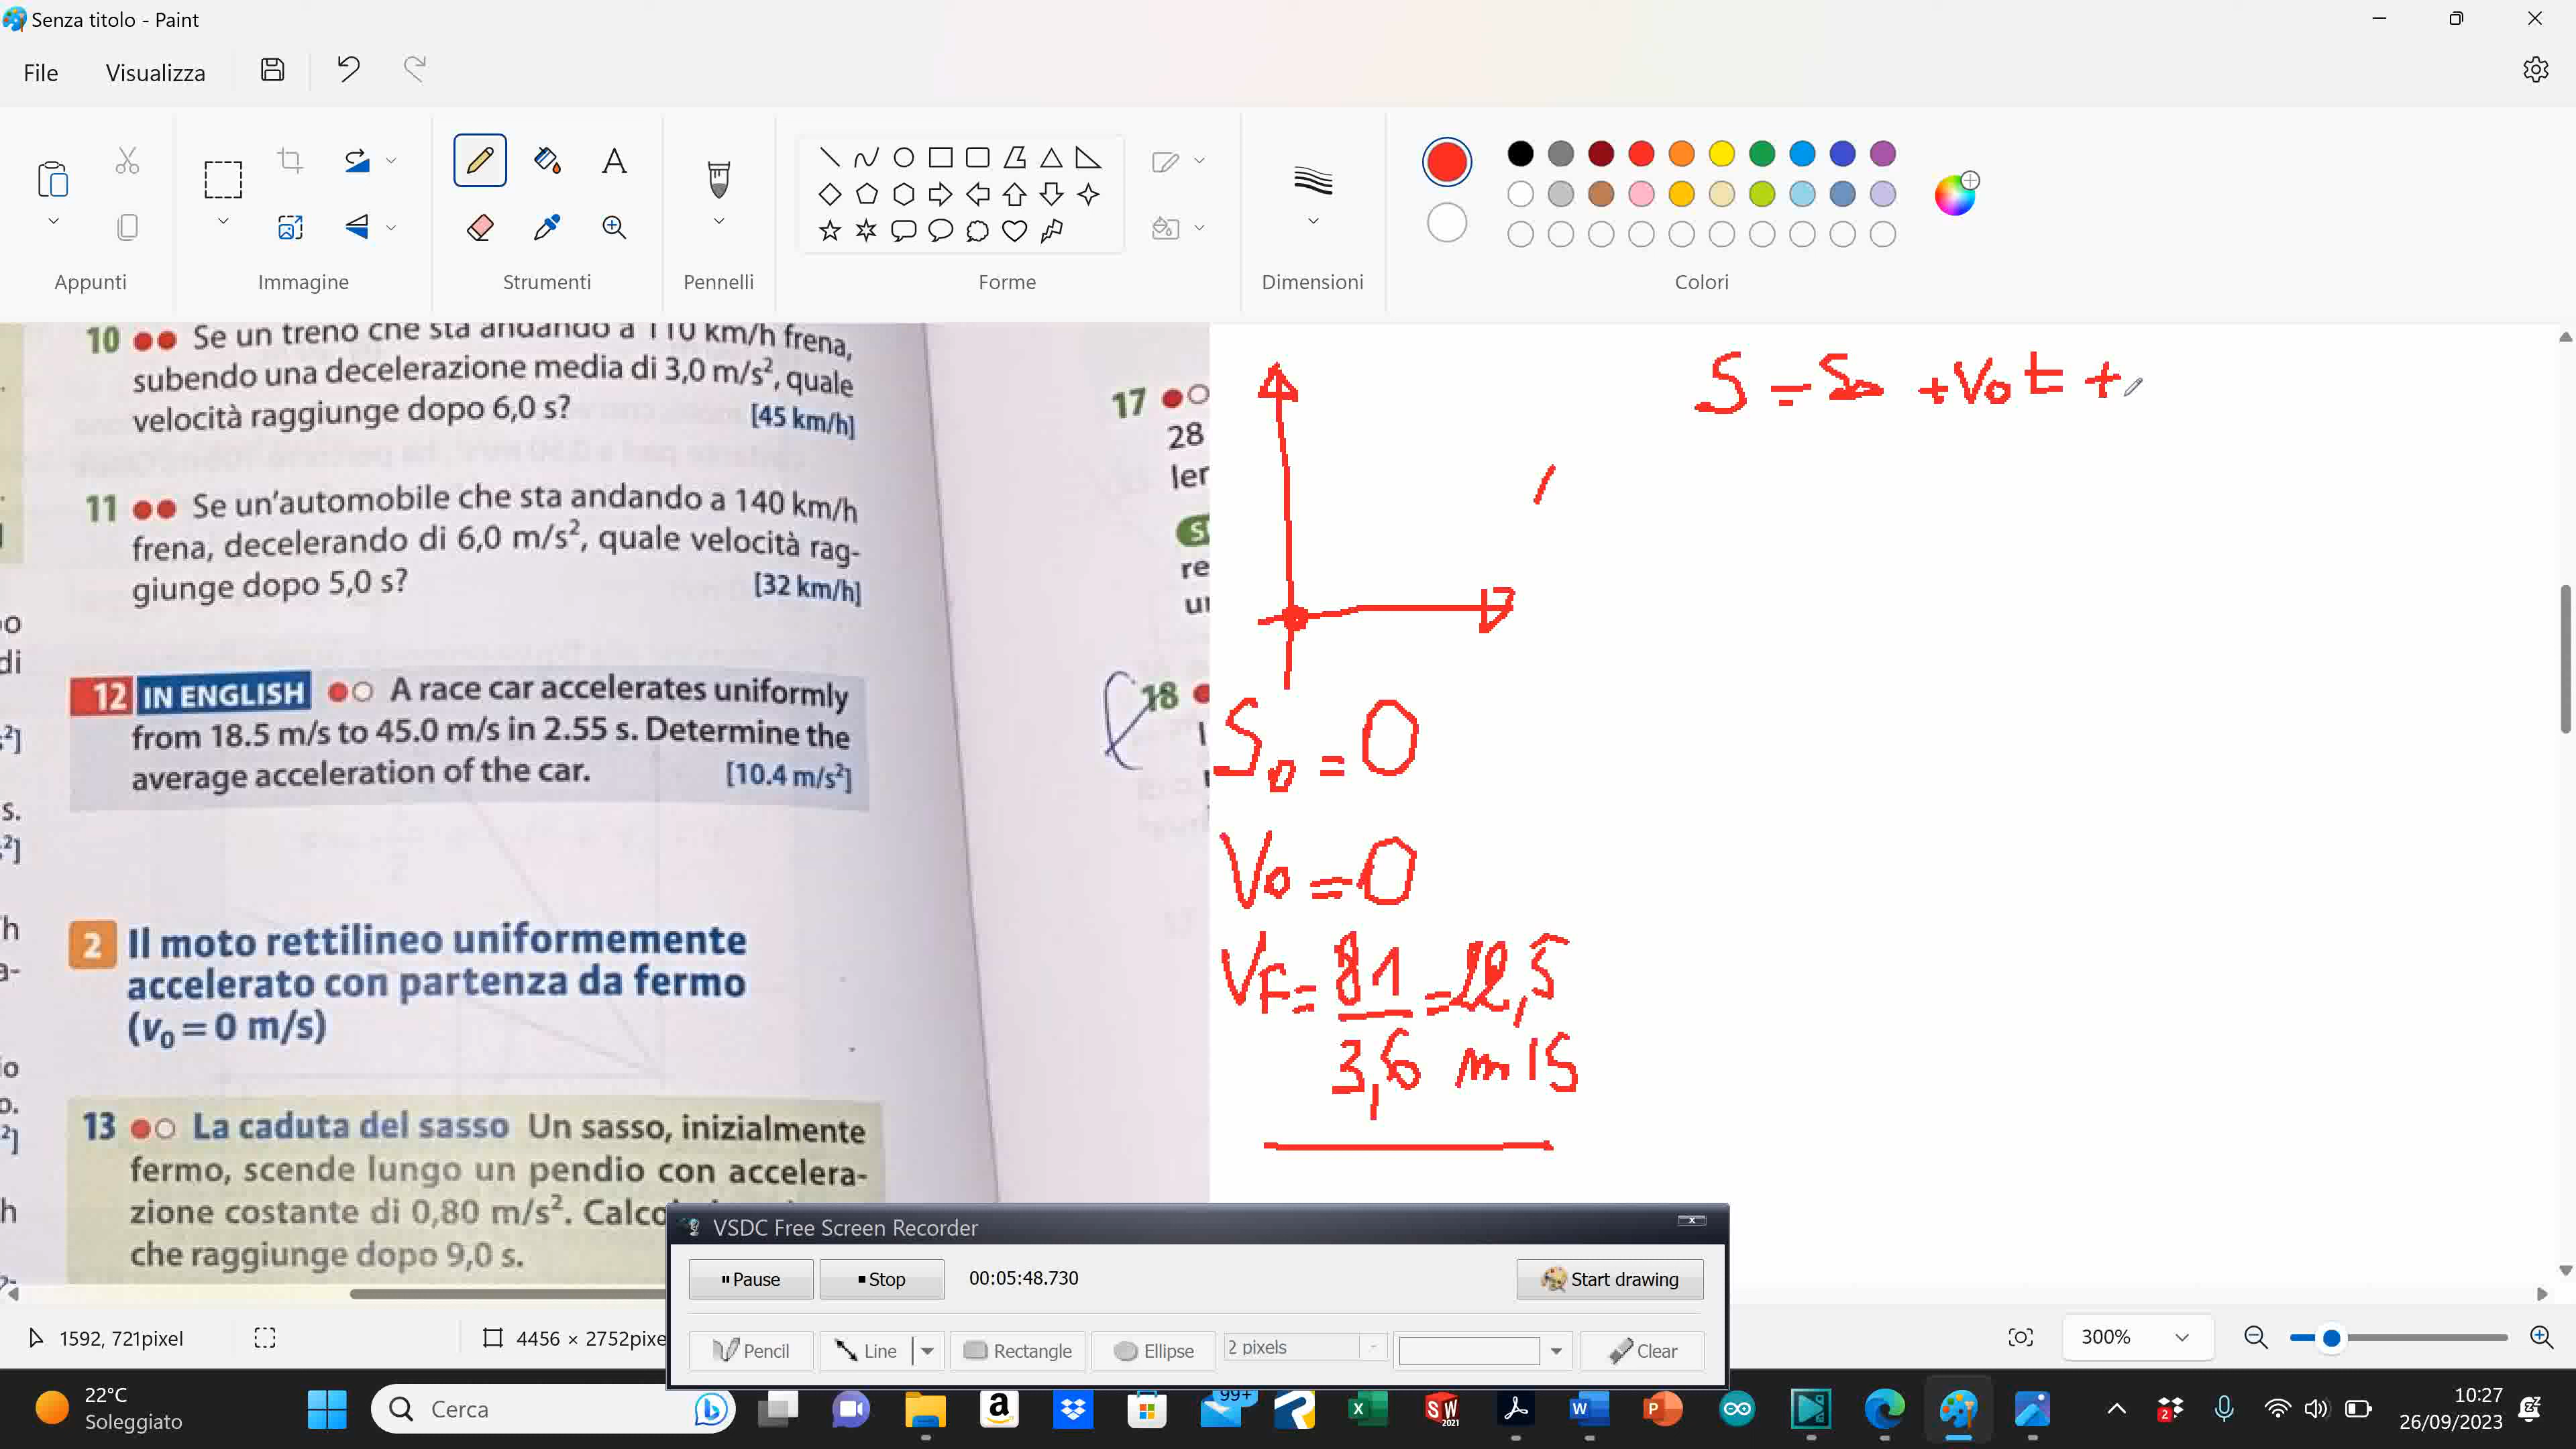 Senza titolo - Paint
File Visualizza
Appunti Immagine Strumenti Pennelli Forme Dimensioni Colori
10 Se un treno che sta andando a 110 km/h frena,
subendo una decelerazione media di 3,0 m/s², quale
velocità raggiunge dopo 6,0 s? [45 km/h]
11 Se un'automobile che sta andando a 140 km/h
frena, decelerando di 6,0 m/s², quale velocità rag-
giunge dopo 5,0 s? [32 km/h]
12 IN ENGLISH A race car accelerates uniformly
from 18.5 m/s to 45.0 m/s in 2.55 s. Determine the
average acceleration of the car. [10.4 m/s²]
2 Il moto rettilineo uniformemente
accelerato con partenza da fermo
(v₀ = 0 m/s)
13 La caduta del sasso Un sasso, inizialmente
fermo, scende lungo un pendio con accelera-
zione costante di 0,80 m/s². Calco
che raggiunge dopo 9,0 s.
17
28
ler
re
18
S = S₀ + V₀ t +
S₀ = 0
V₀ = 0
VF = 81 = 22,5
3,6 m/s
VSDC Free Screen Recorder
Pause Stop 00:05:48.730 Start drawing
Pencil Line Rectangle Ellipse 2 pixels Clear
1592, 721pixel 4456 × 2752pixe 300%
22°C
Soleggiato
Cerca
99+
10:27
26/09/2023